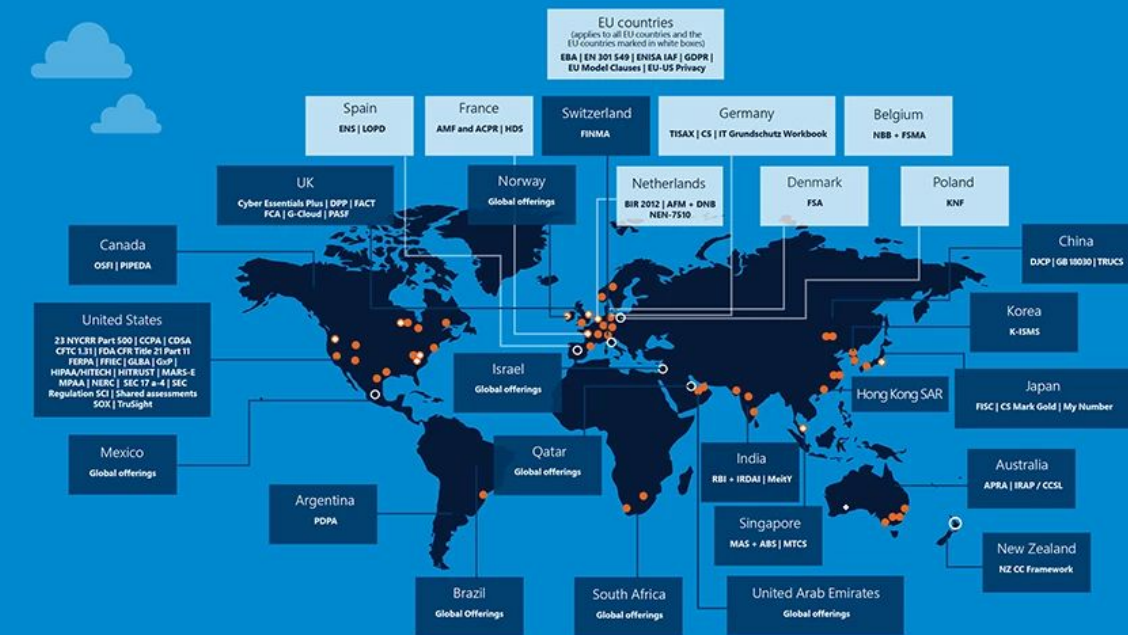 EU countries
(applies to all EU countries and the
EU countries marked in white boxes)
EBA | EN 301 549 | ENISA IAF | GDPR |
EU Model Clauses | EU-US Privacy
Spain
ENS | LOPD
France
AMF and ACPR | HDS
Switzerland
FINMA
Germany
TISAX | CS | IT Grundschutz Workbook
Belgium
NBB + FSMA
UK
Cyber Essentials Plus | DPP | FACT
FCA | G-Cloud | PASF
Norway
Global offerings
Netherlands
BIR 2012 | AFM + DNB
NEN-7510
Denmark
FSA
Poland
KNF
Canada
OSFI | PIPEDA
China
DJCP | GB 18030 | TRUCS
United States
23 NYCRR Part 500 | CCPA | CDSA
CFTC 1.31 | FDA CFR Title 21 Part 11
FERPA | FFIEC | GLBA | GxP |
HIPAA/HITECH | HITRUST | MARS-E
MPAA | NERC | SEC 17 a-4 | SEC
Regulation SCI | Shared assessments
SOX | TruSight
Korea
K-ISMS
Israel
Global offerings
Hong Kong SAR
Japan
FISC | CS Mark Gold | My Number
Mexico
Global offerings
Qatar
Global offerings
India
RBI + IRDAI | MeitY
Australia
APRA | IRAP / CCSL
Argentina
PDPA
Singapore
MAS + ABS | MTCS
New Zealand
NZ CC Framework
Brazil
Global Offerings
South Africa
Global offerings
United Arab Emirates
Global offerings